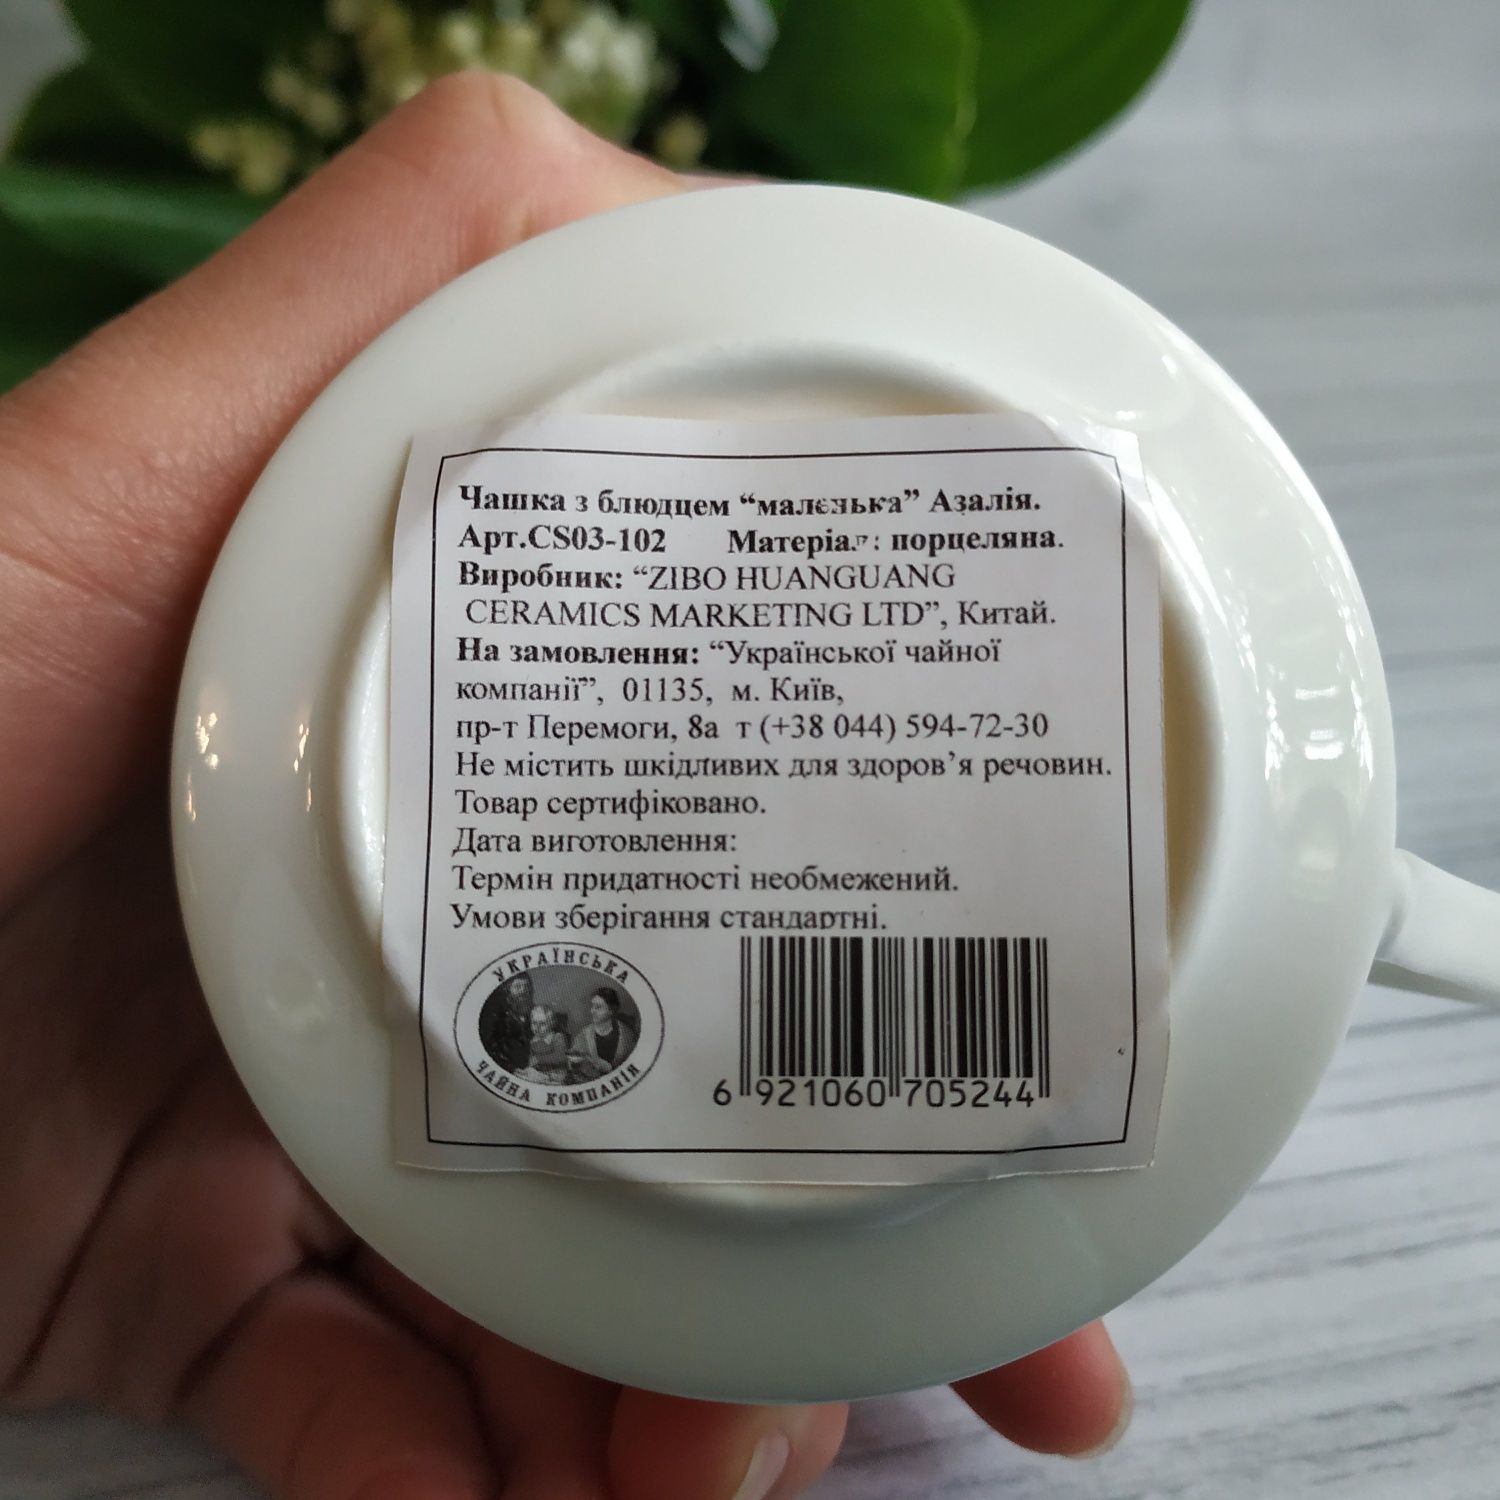 Чашка з блюдцем “маленька” Азалія.
Арт.CS03-102 Матеріал: порцеляна.
Виробник: “ZIBO HUANGUANG
CERAMICS MARKETING LTD”, Китай.
На замовлення: “Української чайної
компанії”, 01135, м. Київ,
пр-т Перемоги, 8а т (+38 044) 594-72-30
Не містить шкідливих для здоров’я речовин.
Товар сертифіковано.
Дата виготовлення:
Термін придатності необмежений.
Умови зберігання стандартні.
УКРАЇНСЬКА
ЧАЙНА КОМПАНІЯ
6 921060 705244